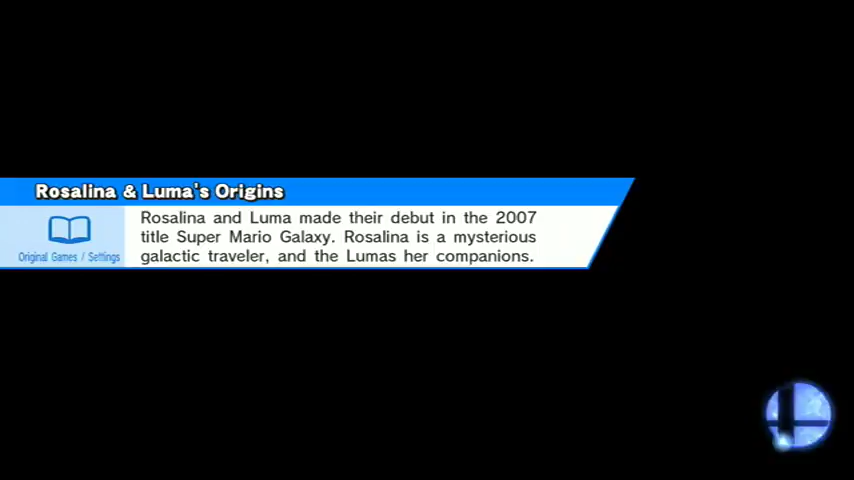 Rosalina & Luma's Origins
Rosalina and Luma made their debut in the 2007
title Super Mario Galaxy. Rosalina is a mysterious
galactic traveler, and the Lumas her companions.
Original Games / Settings